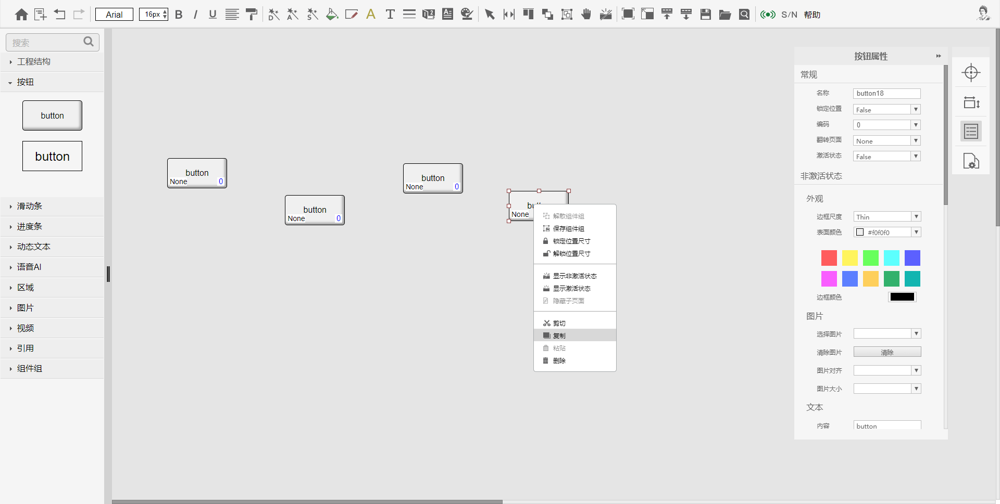 Arial
16px
B
I
U
D
A
S
A
T
S/N
帮助
搜索
工程结构
按钮
button
button
滑动条
进度条
动态文本
语音AI
区域
图片
视频
引用
组件组
button
None
0
button
None
0
button
None
0
None
解散组件组
保存组件组
锁定位置尺寸
解锁位置尺寸
显示非激活状态
显示激活状态
隐藏子页面
剪切
复制
粘贴
删除
按钮属性
常规
名称
button18
锁定位置
False
编码
0
翻转页面
None
激活状态
False
非激活状态
外观
边框尺度
Thin
表面颜色
#f0f0f0
边框颜色
图片
选择图片
清除图片
清除
图片对齐
图片大小
文本
内容
button